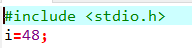 #include <stdio.h>
i=48;